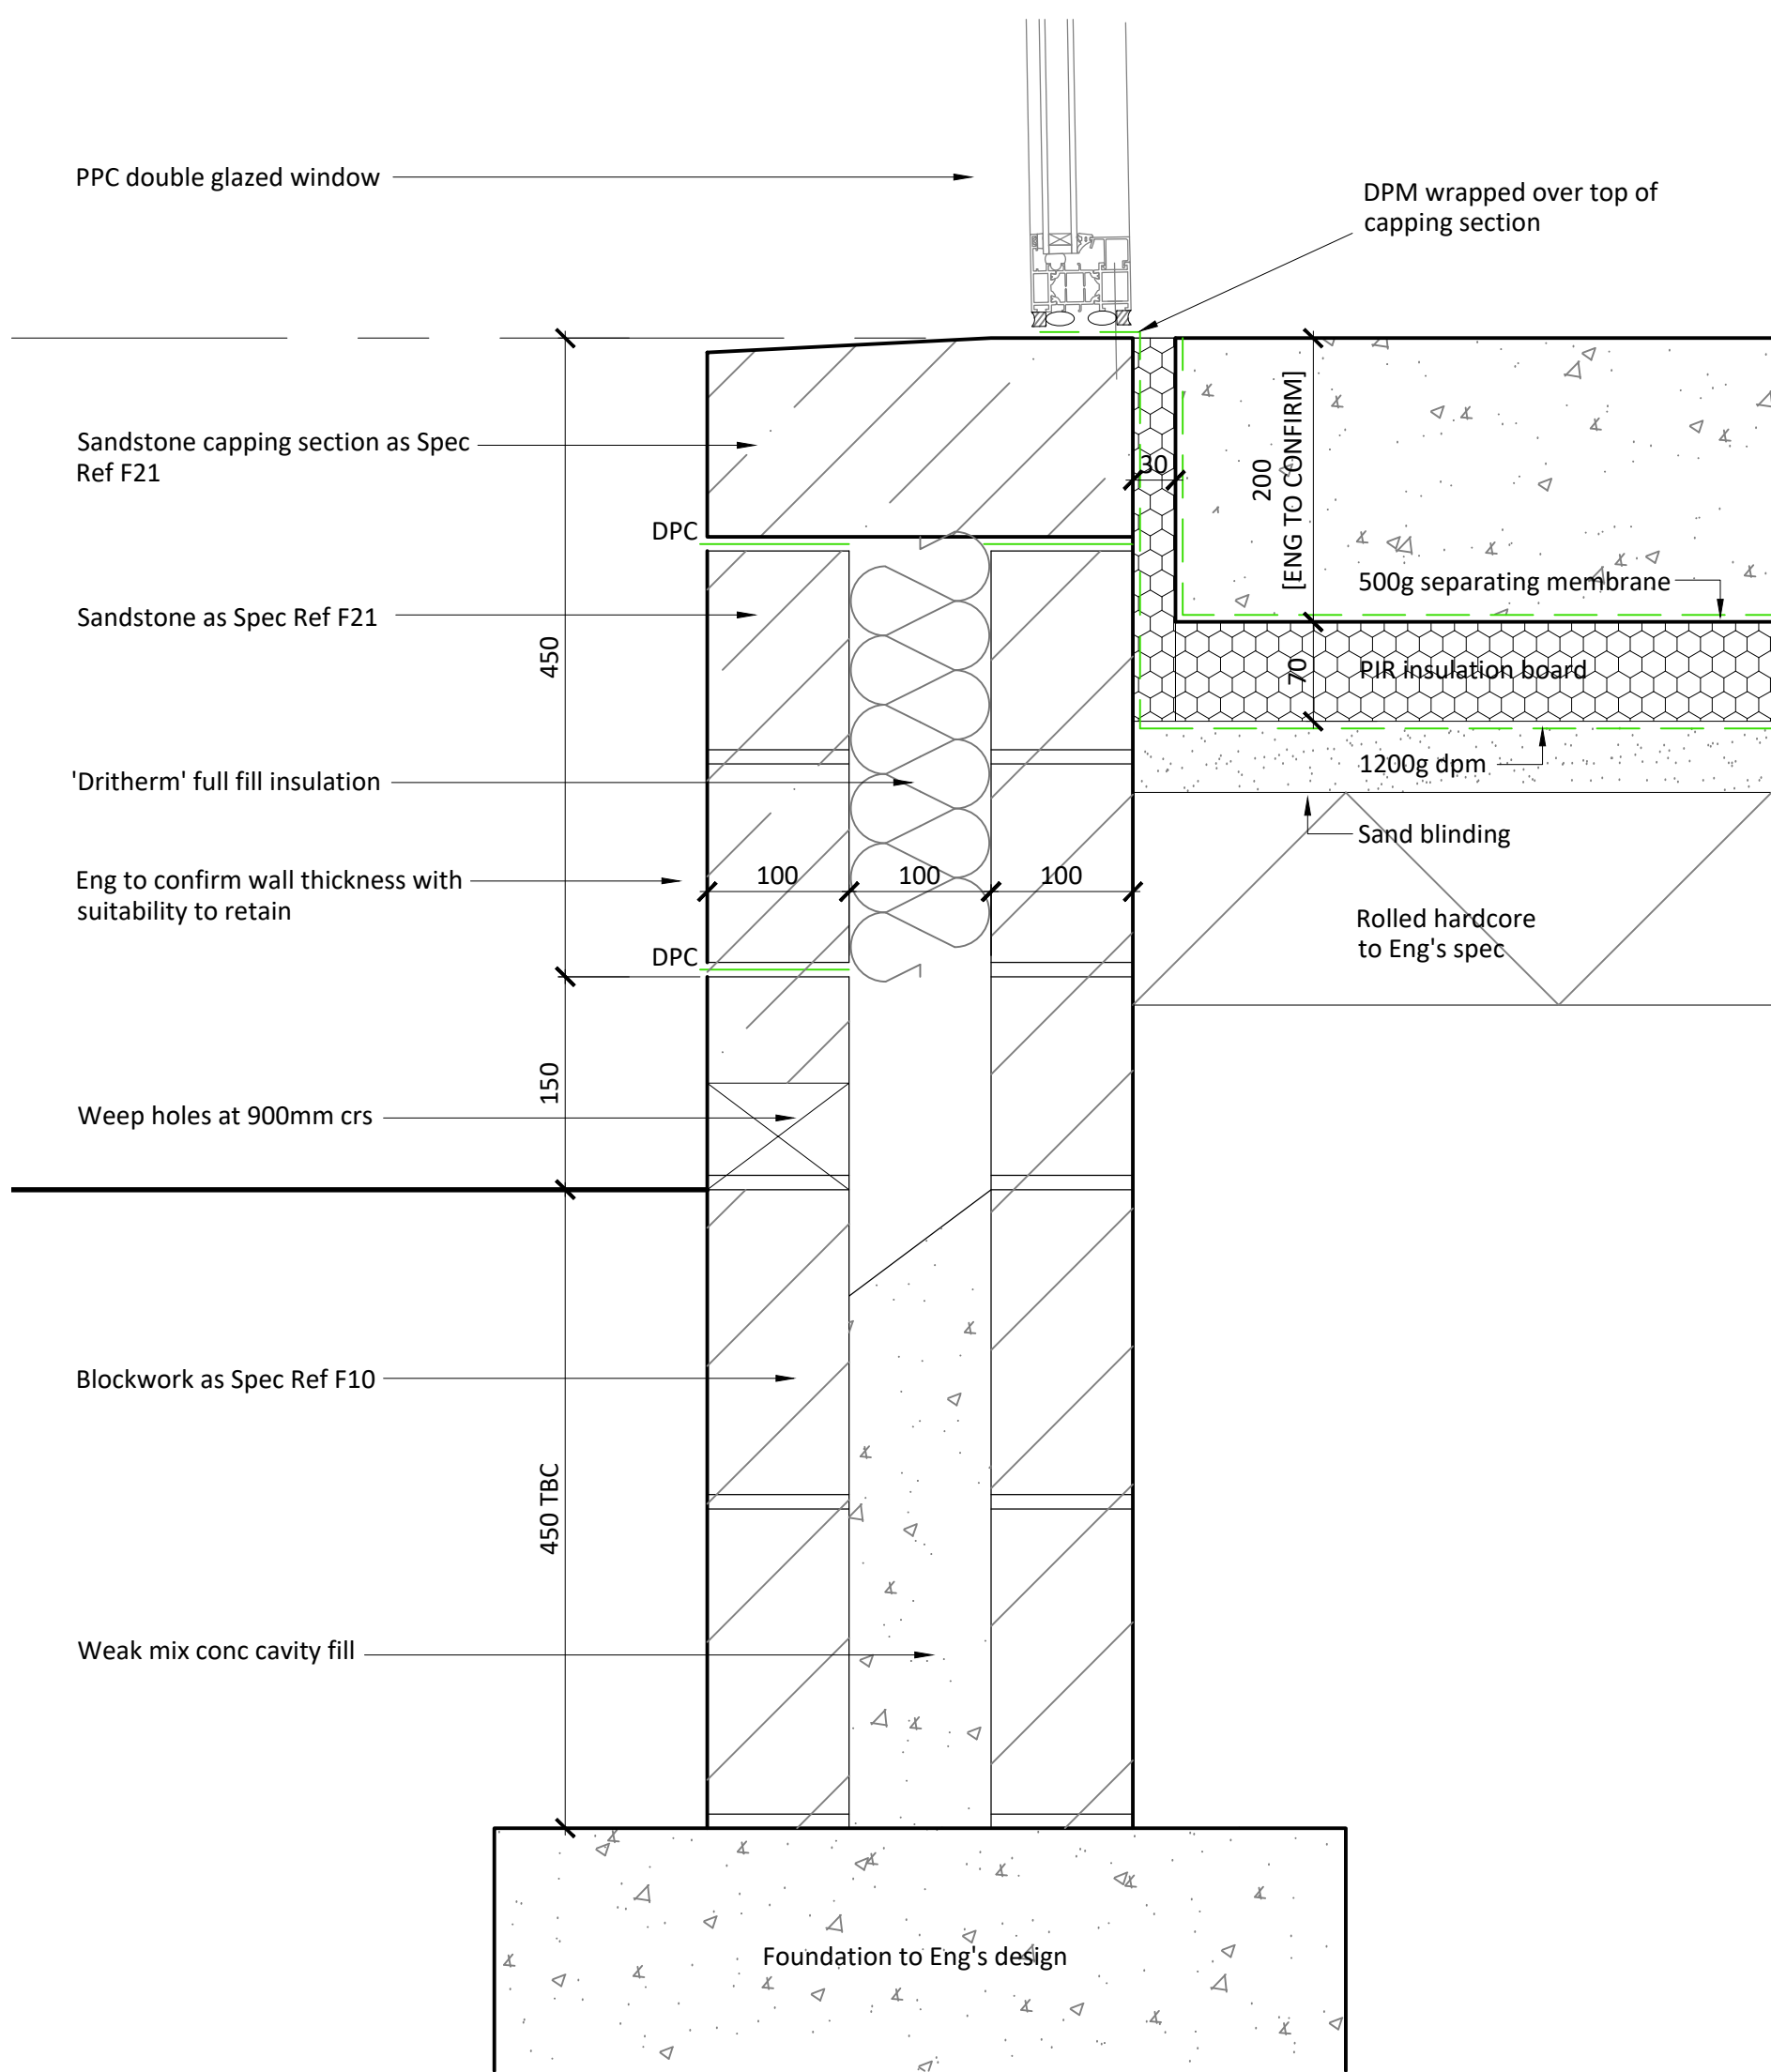 PPC double glazed window
DPM wrapped over top of
capping section
Sandstone capping section as Spec
Ref F21
30
200
[ENG TO CONFIRM]
DPC
500g separating membrane
Sandstone as Spec Ref F21
450
70
PIR insulation board
'Dritherm' full fill insulation
1200g dpm
Sand blinding
Eng to confirm wall thickness with
suitability to retain
100
100
100
Rolled hardcore
to Eng's spec
DPC
150
Weep holes at 900mm crs
Blockwork as Spec Ref F10
450 TBC
Weak mix conc cavity fill
Foundation to Eng's design